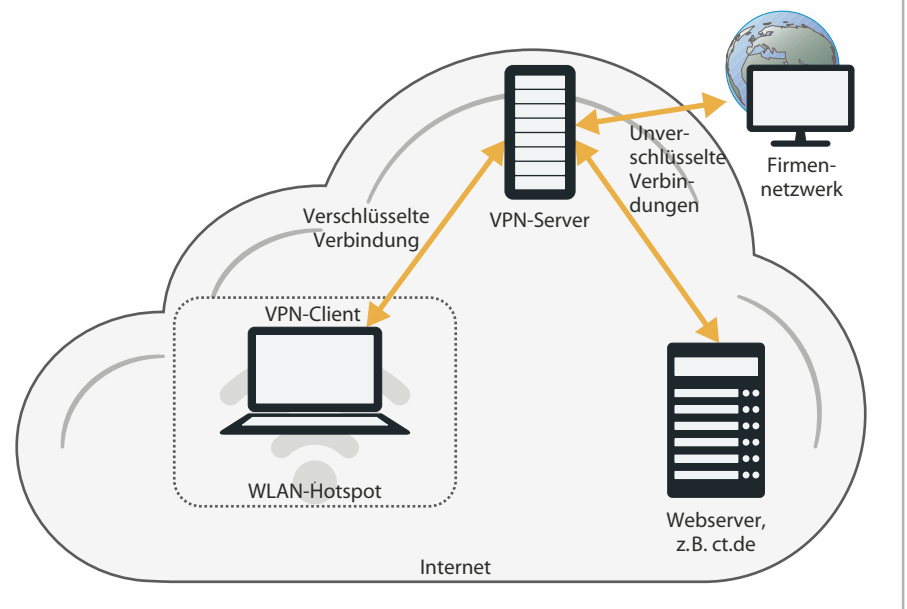 VPN-Server
Unver-
schlüsselte
Verbin-
dungen
Firmen-
netzwerk
Verschlüsselte
Verbindung
VPN-Client
WLAN-Hotspot
Webserver,
z.B. ct.de
Internet